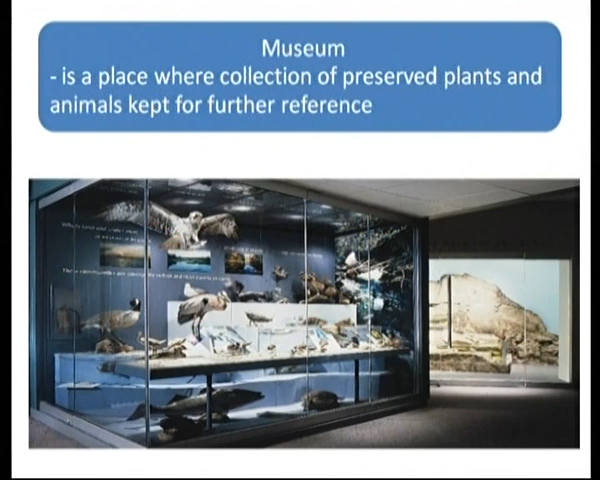 Museum
- is a place where collection of preserved plants and
animals kept for further reference